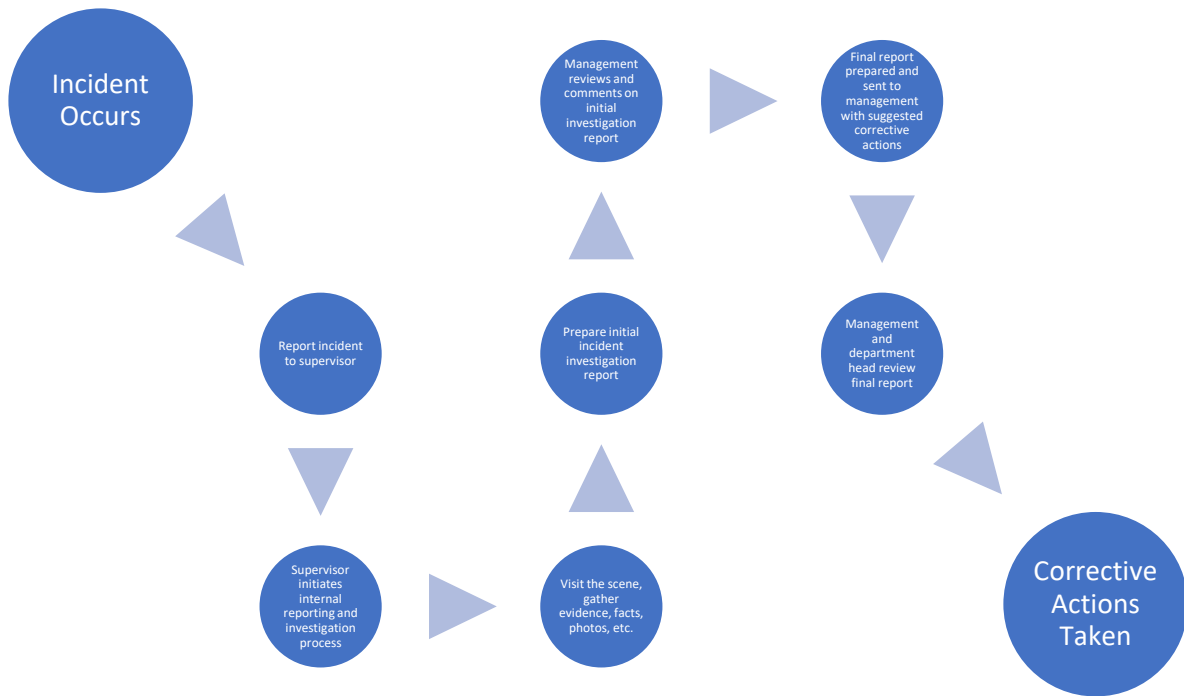 Incident
Occurs
Report incident
to supervisor
Supervisor
initiates
internal
reporting and
investigation
process
Visit the scene,
gather
evidence, facts,
photos, etc.
Prepare initial
incident
investigation
report
Management
reviews and
comments on
initial
investigation
report
Final report
prepared and
sent to
management
with suggested
corrective
actions
Management
and
department
head review
final report
Corrective
Actions
Taken